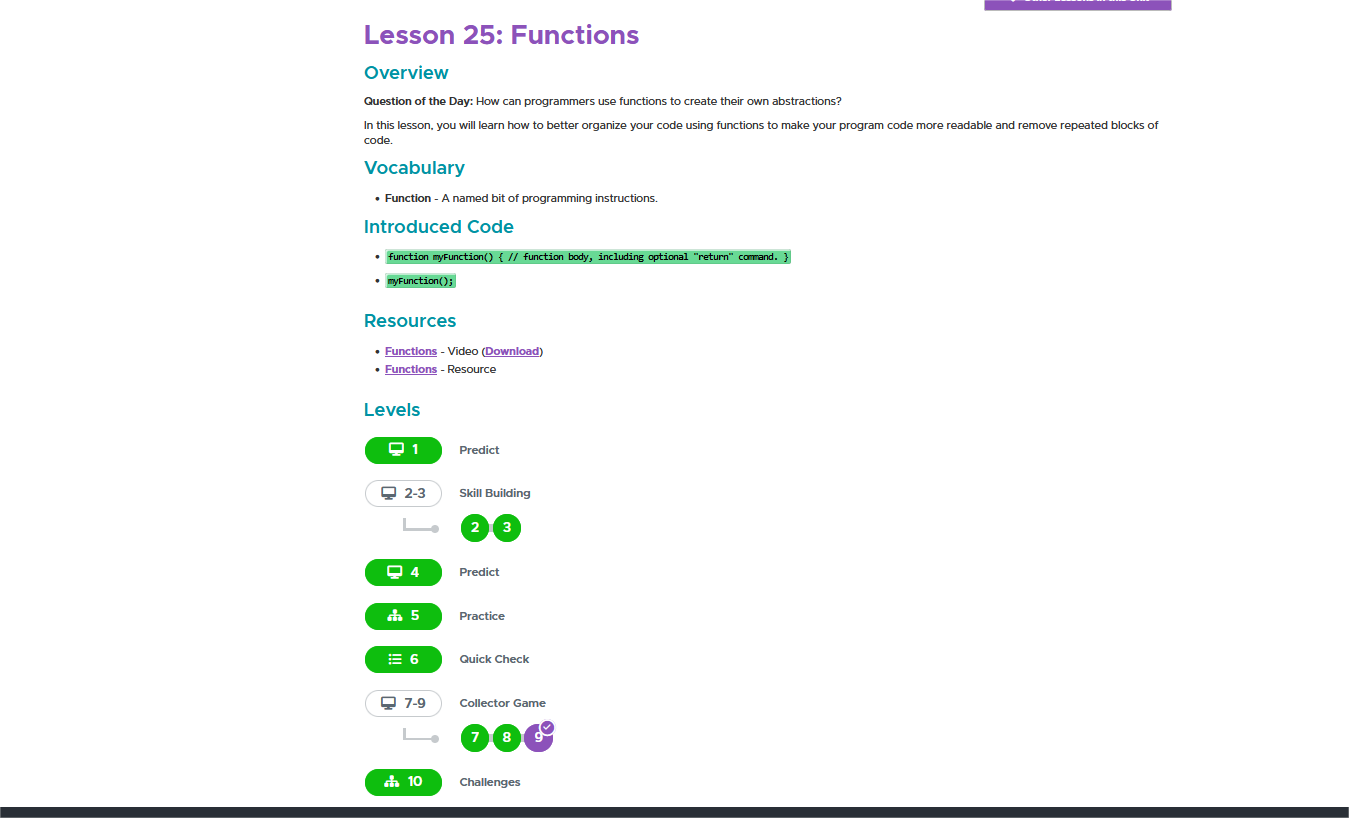 Lesson 25: Functions
Overview
Question of the Day: How can programmers use functions to create their own abstractions?
In this lesson, you will learn how to better organize your code using functions to make your program code more readable and remove repeated blocks of
code.
Vocabulary
Function - A named bit of programming instructions.
Introduced Code
function myFunction() { // function body, including optional "return" command. }
myFunction();
Resources
Functions - Video (Download)
Functions - Resource
Levels
1 Predict
2-3 Skill Building
2 3
4 Predict
5 Practice
6 Quick Check
7-9 Collector Game
7 8 9
10 Challenges